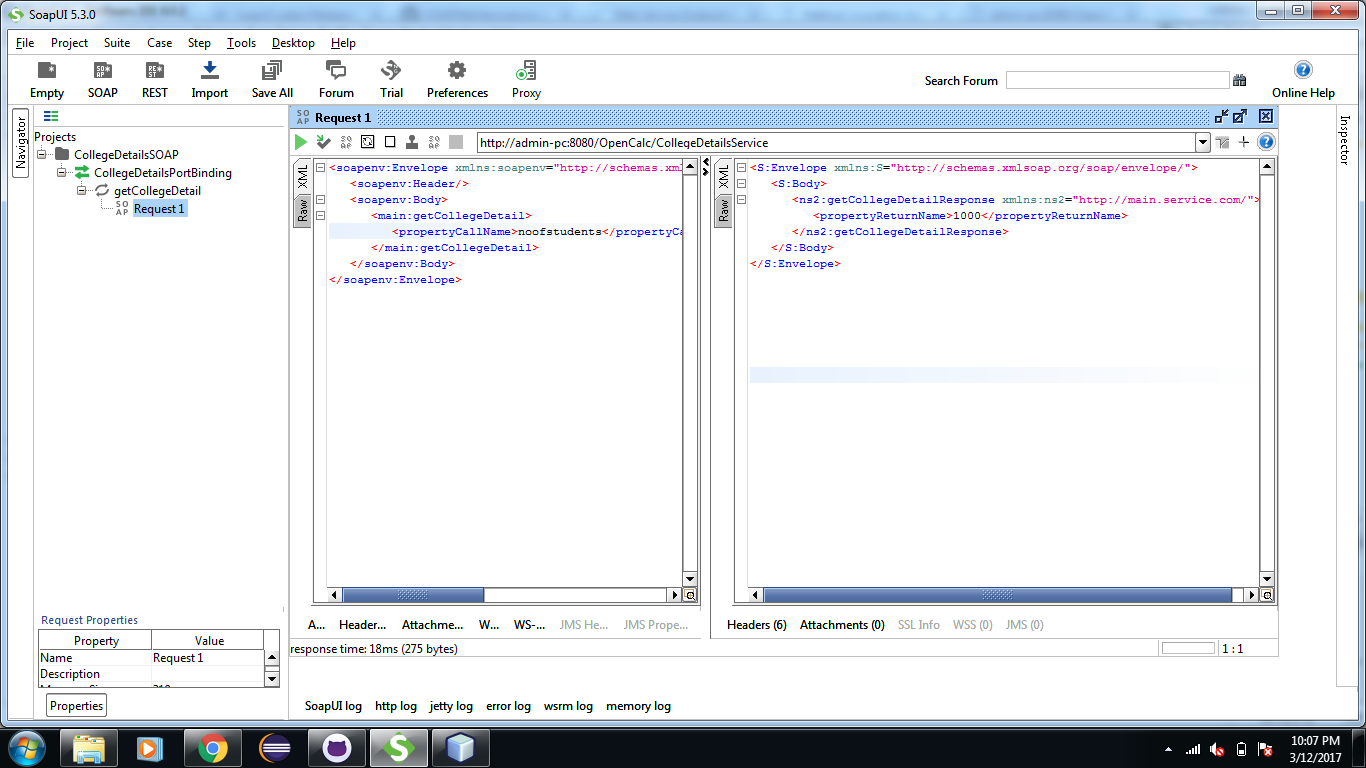 SoapUI 5.3.0
File Project Suite Case Step Tools Desktop Help
Empty SOAP REST Import Save All Forum Trial Preferences Proxy
Search Forum
Online Help
Navigator
Projects
CollegeDetailsSOAP
CollegeDetailsPortBinding
getCollegeDetail
Request 1
Request Properties
Property Value
Name Request 1
Description
Properties
Request 1
http://admin-pc:8080/OpenCalc/CollegeDetailsService
XML
Raw
<soapenv:Envelope xmlns:soapenv="http://schemas.xml
<soapenv:Header/>
<soapenv:Body>
<main:getCollegeDetail>
<propertyCallName>noofstudents</propertyCa
</main:getCollegeDetail>
</soapenv:Body>
</soapenv:Envelope>
A... Header... Attachme... W... WS-... JMS He... JMS Prope...
XML
Raw
<S:Envelope xmlns:S="http://schemas.xmlsoap.org/soap/envelope/">
<S:Body>
<ns2:getCollegeDetailResponse xmlns:ns2="http://main.service.com/">
<propertyReturnName>1000</propertyReturnName>
</ns2:getCollegeDetailResponse>
</S:Body>
</S:Envelope>
Headers (6) Attachments (0) SSL Info WSS (0) JMS (0)
response time: 18ms (275 bytes)
1 : 1
Inspector
SoapUI log http log jetty log error log wsrm log memory log
10:07 PM
3/12/2017